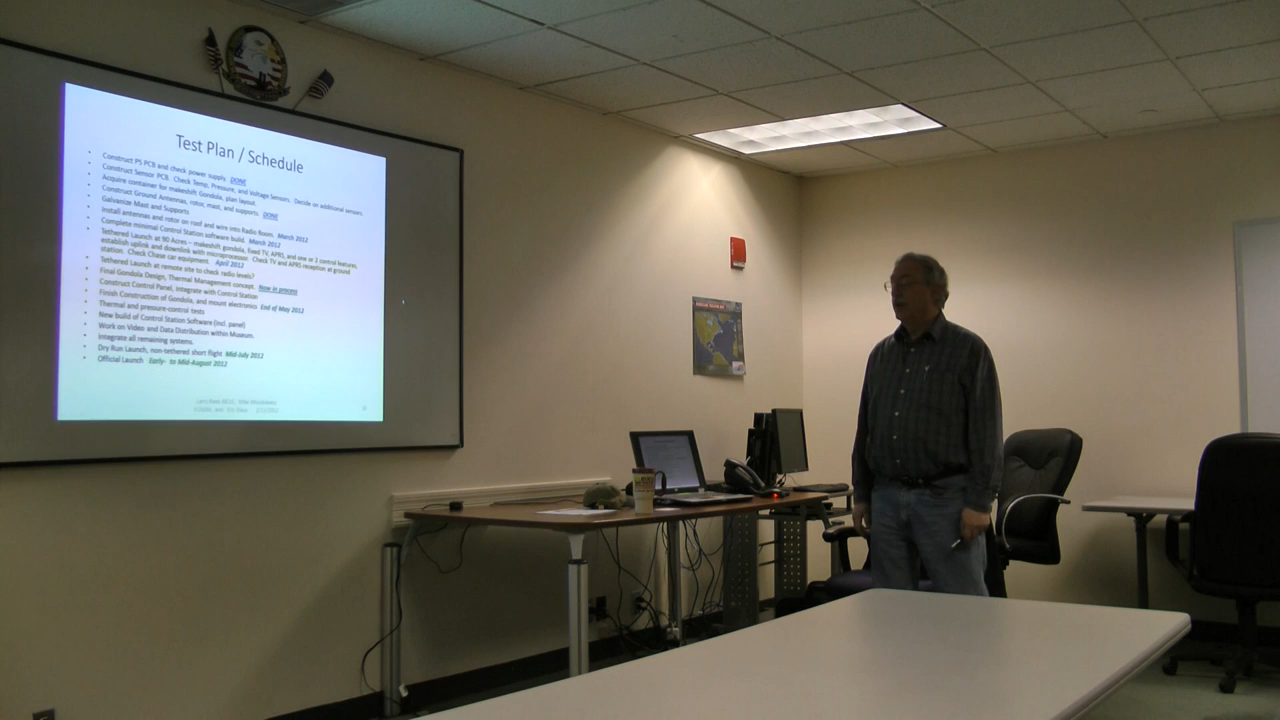 Test Plan / Schedule
• Construct PS PCB and check power supply. DONE
• Construct Sensor PCB. Check Temp, Pressure, and Voltage Sensors. Decide on additional sensors.
• Acquire container for makeshift Gondola, plan layout.
• Construct Ground Antennas, rotor, mast, and supports. DONE
• Galvanize Mast and Supports
• Install antennas and rotor on roof and wire into Radio Room. March 2012
• Complete minimal Control Station software build. March 2012
• Tethered Launch at 90 Acres – makeshift gondola, fixed TV, APRS, and one or 2 control features,
establish uplink and downlink with microprocessor. Check TV and APRS reception at ground
station. Check Chase car equipment. April 2012
• Tethered Launch at remote site to check radio levels?
• Final Gondola Design, Thermal Management concept. Now in process
• Construct Control Panel, integrate with Control Station
• Finish Construction of Gondola, and mount electronics End of May 2012
• Thermal and pressure-control tests
• New build of Control Station Software (incl. panel)
• Work on Video and Data Distribution within Museum.
• Integrate all remaining systems.
• Dry Run Launch, non-tethered short flight Mid-July 2012
• Official Launch Early- to Mid-August 2012